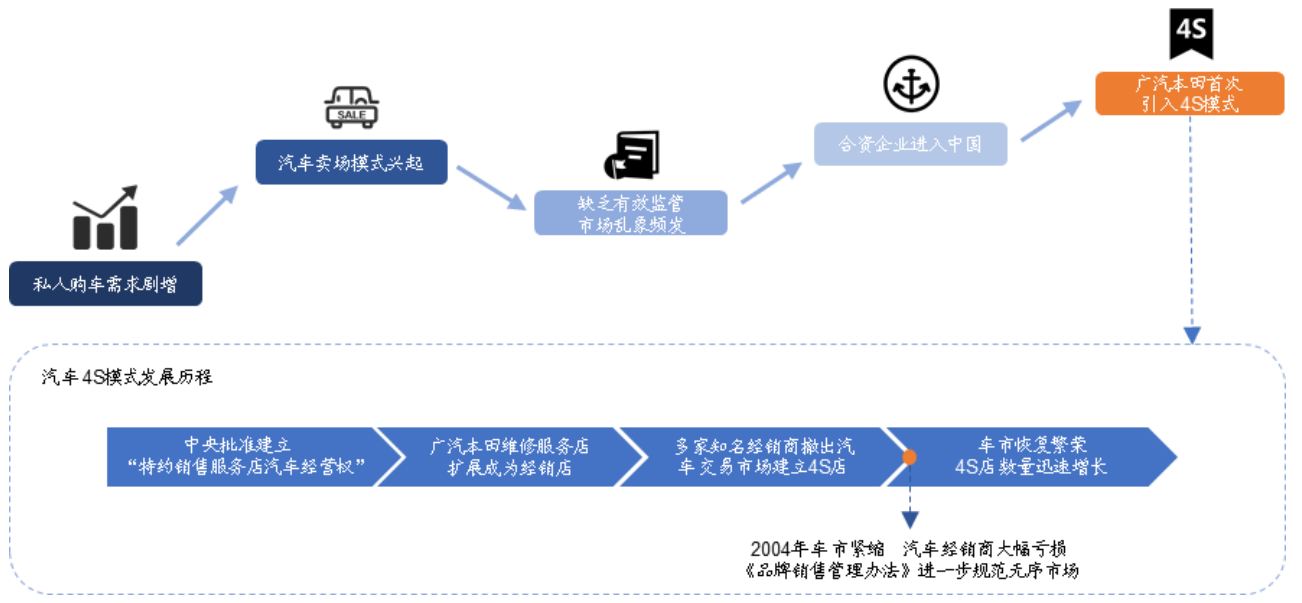 私人购车需求剧增
SALE
汽车卖场模式兴起
缺乏有效监管
市场乱象频发
合资企业进入中国
4S
广汽本田首次
引入4S模式
汽车4S模式发展历程
中央批准建立
“特约销售服务店汽车经营权”
广汽本田维修服务店
扩展成为经销店
多家知名经销商撤出汽
车交易市场建立4S店
车市恢复繁荣
4S店数量迅速增长
2004年车市紧缩 汽车经销商大幅亏损
《品牌销售管理办法》进一步规范无序市场